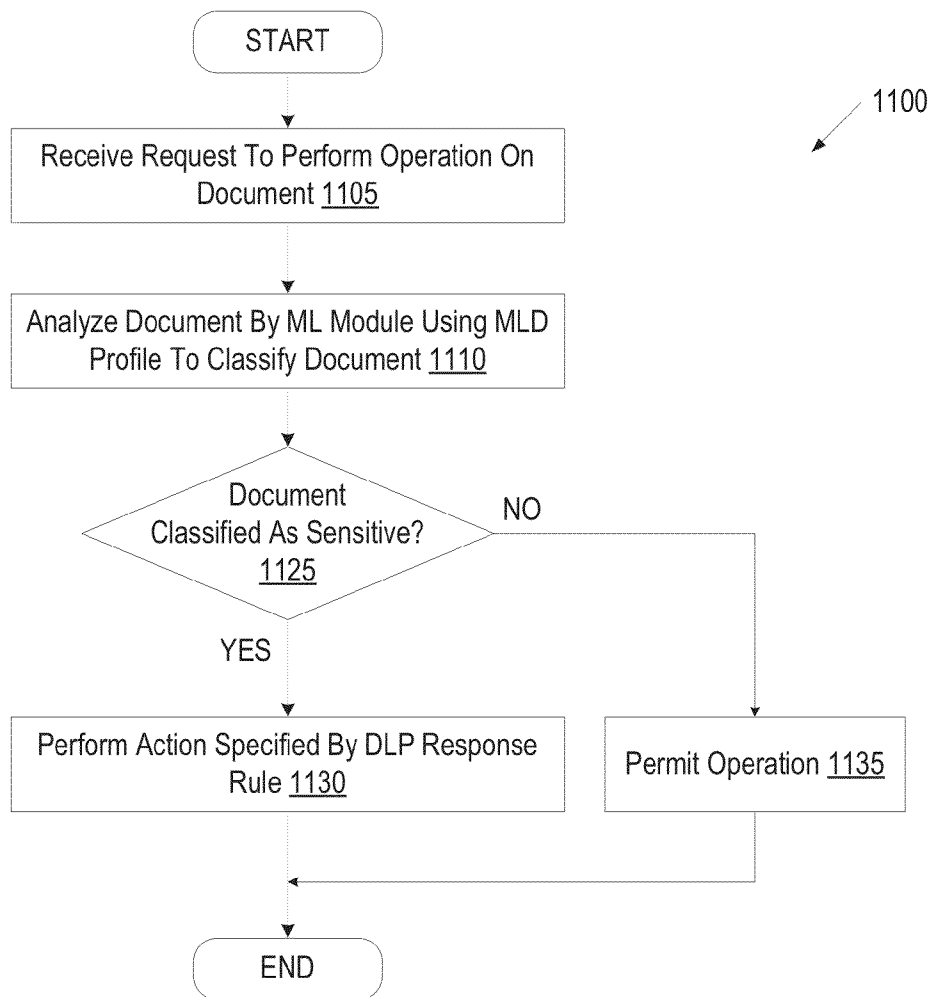 START
1100
Receive Request To Perform Operation On
Document 1105
Analyze Document By ML Module Using MLD
Profile To Classify Document 1110
Document
Classified As Sensitive?
1125
NO
YES
Perform Action Specified By DLP Response
Rule 1130
Permit Operation 1135
END